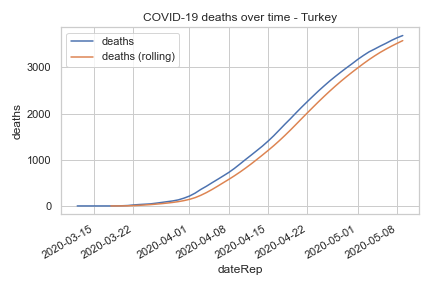 COVID-19 deaths over time - Turkey
deaths
deaths (rolling)
deaths
3000
2000
1000
0
2020-03-15
2020-03-22
2020-04-01
2020-04-08
2020-04-15
2020-04-22
2020-05-01
2020-05-08
dateRep